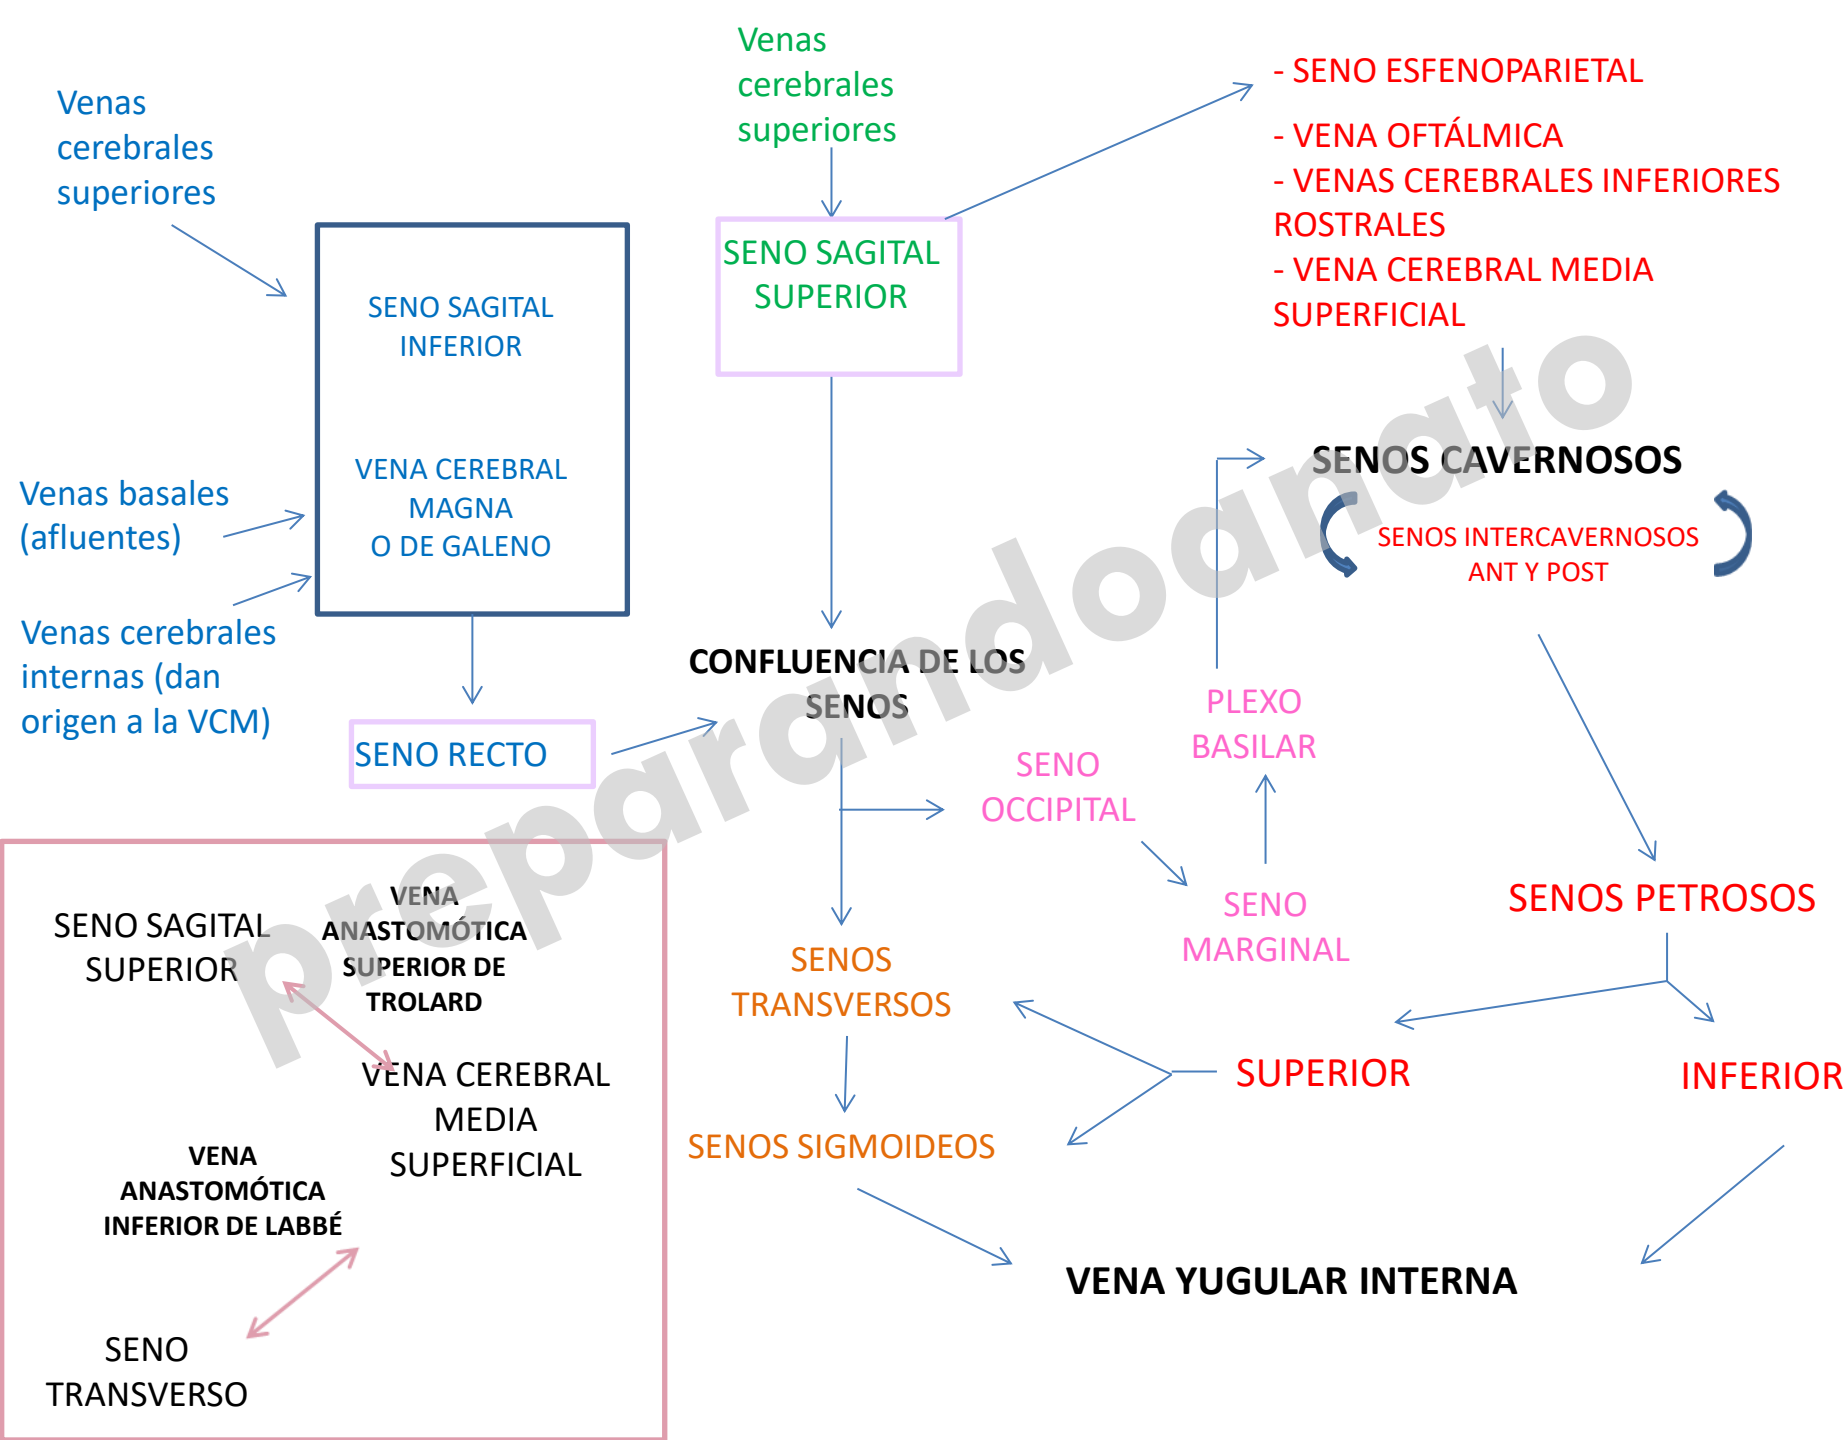 Venas
cerebrales
superiores
SENO SAGITAL
INFERIOR
VENA CEREBRAL
MAGNA
O DE GALENO
Venas basales
(afluentes)
Venas cerebrales
internas (dan
origen a la VCM)
SENO RECTO
Venas
cerebrales
superiores
SENO SAGITAL
SUPERIOR
CONFLUENCIA DE LOS
SENOS
- SENO ESFENOPARIETAL
- VENA OFTÁLMICA
- VENAS CEREBRALES INFERIORES
ROSTRALES
- VENA CEREBRAL MEDIA
SUPERFICIAL
SENOS CAVERNOSOS
SENOS INTERCAVERNOSOS
ANT Y POST
PLEXO
BASILAR
SENO
OCCIPITAL
SENO
MARGINAL
SENOS PETROSOS
SUPERIOR
INFERIOR
SENOS
TRANSVERSOS
SENOS SIGMOIDEOS
VENA YUGULAR INTERNA
SENO SAGITAL
SUPERIOR
VENA
ANASTOMÓTICA
SUPERIOR DE
TROLARD
VENA CEREBRAL
MEDIA
SUPERFICIAL
VENA
ANASTOMÓTICA
INFERIOR DE LABBÉ
SENO
TRANSVERSO
preparandoanato